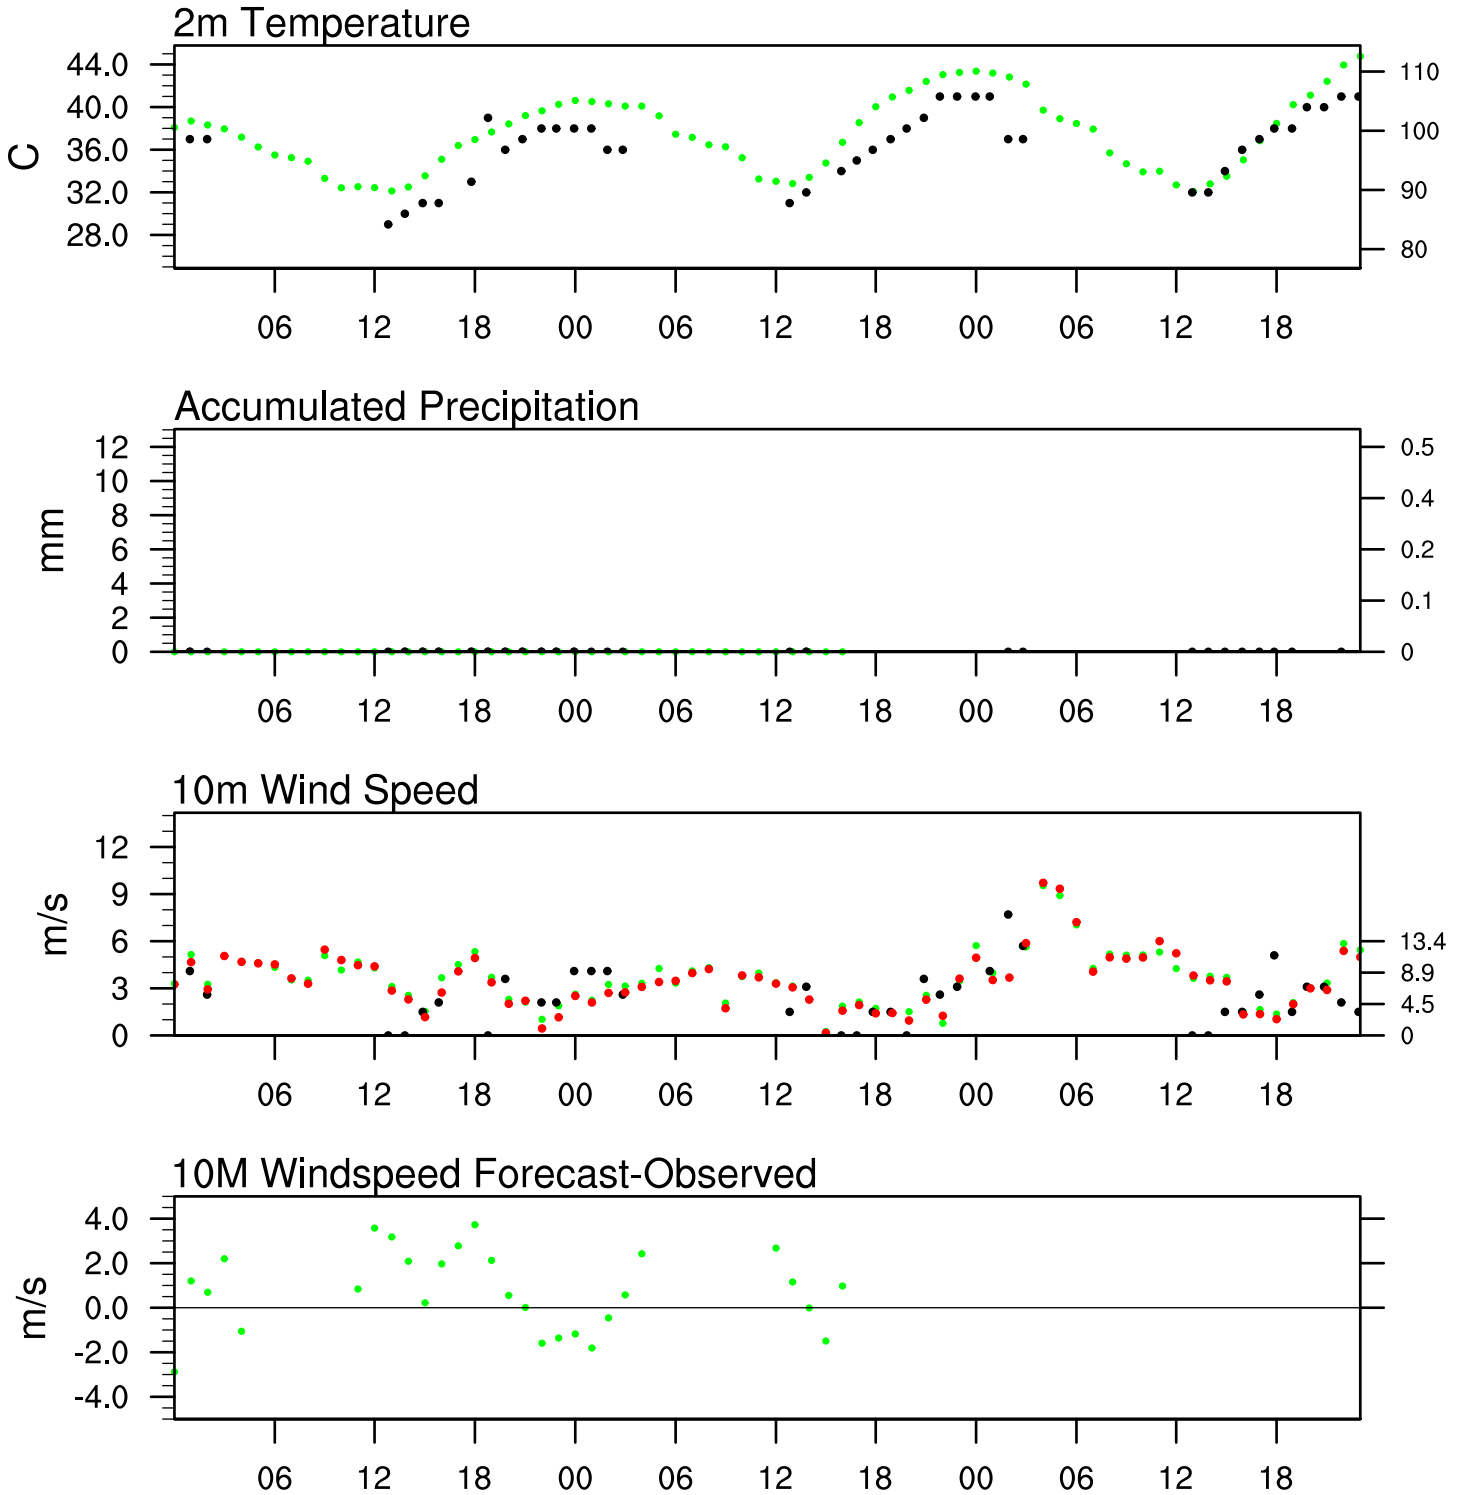 2m Temperature
44.0
40.0
36.0
32.0
28.0
C
110
100
90
80
06 12 18 00 06 12 18 00 06 12 18
Accumulated Precipitation
12
10
8
6
4
2
0
mm
0.5
0.4
0.2
0.1
0
06 12 18 00 06 12 18 00 06 12 18
10m Wind Speed
12
9
6
3
0
m/s
13.4
8.9
4.5
0
06 12 18 00 06 12 18 00 06 12 18
10M Windspeed Forecast-Observed
4.0
2.0
0.0
-2.0
-4.0
m/s
06 12 18 00 06 12 18 00 06 12 18